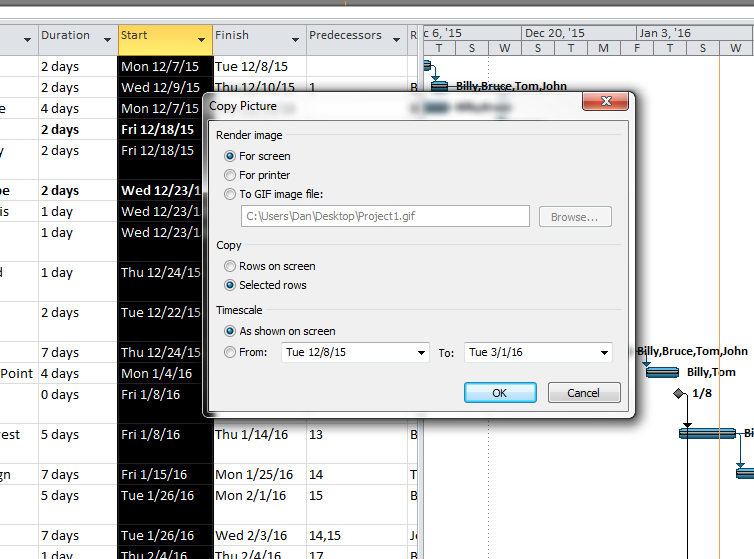 Duration Start Finish Predecessors R c 6, '15 Dec 20, '15 Jan 3, '16
T S W S T M F T S W
2 days Mon 12/7/15 Tue 12/8/15
2 days Wed 12/9/15 Thu 12/10/15 1 B Billy,Bruce,Tom,John
e 4 days Mon 12/7/15
2 days Fri 12/18/15
y 2 days Fri 12/18/15
pe 2 days Wed 12/23/1
is 1 day Wed 12/23/1
1 day Wed 12/23/1
d 1 day Thu 12/24/15
2 days Tue 12/22/15
7 days Thu 12/24/15 Billy,Bruce,Tom,John
Point 4 days Mon 1/4/16 Billy,Tom
0 days Fri 1/8/16 1/8
rest 5 days Fri 1/8/16 Thu 1/14/16 13 B Bi
gn 7 days Fri 1/15/16 Mon 1/25/16 14 T
5 days Tue 1/26/16 Mon 2/1/16 15 B
7 days Tue 1/26/16 Wed 2/3/16 14,15
1 day Thu 2/4/16 Thu 2/4/16 17 B
Copy Picture
Render image
For screen
For printer
To GIF image file:
C:\Users\Dan\Desktop\Project1.gif Browse...
Copy
Rows on screen
Selected rows
Timescale
As shown on screen
From: Tue 12/8/15 To: Tue 3/1/16
OK Cancel